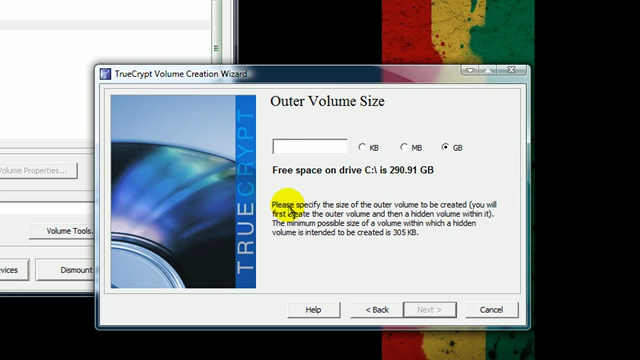 TrueCrypt Volume Creation Wizard
Outer Volume Size
KB
MB
GB
Free space on drive C:\ is 290.91 GB
TRUECRYPT
Please specify the size of the outer volume to be created (you will
first create the outer volume and then a hidden volume within it).
The minimum possible size of a volume within which a hidden
volume is intended to be created is 305 KB.
Volume Properties...
Volume Tools.
Dismount
Help
< Back
Next >
Cancel